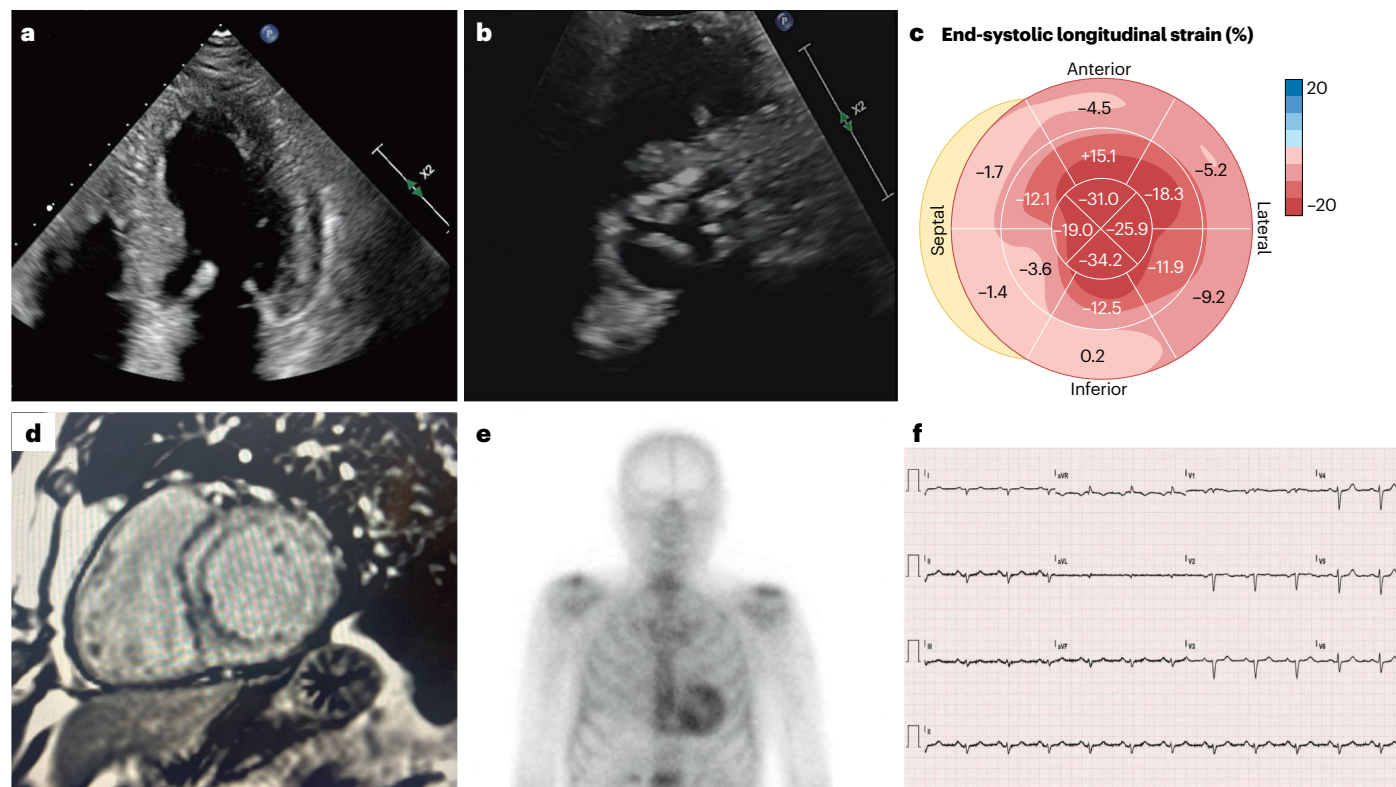 a
P
X2
b
P
X2
c End-systolic longitudinal strain (%)
Anterior
−4.5
+15.1
−1.7
−5.2
−12.1
−31.0
−18.3
Septal
−19.0
−25.9
Lateral
−34.2
−3.6
−11.9
−1.4
−9.2
−12.5
0.2
Inferior
20
−20
d
e
f
I
aVR
V1
V4
II
aVL
V2
V5
III
aVF
V3
V6
II